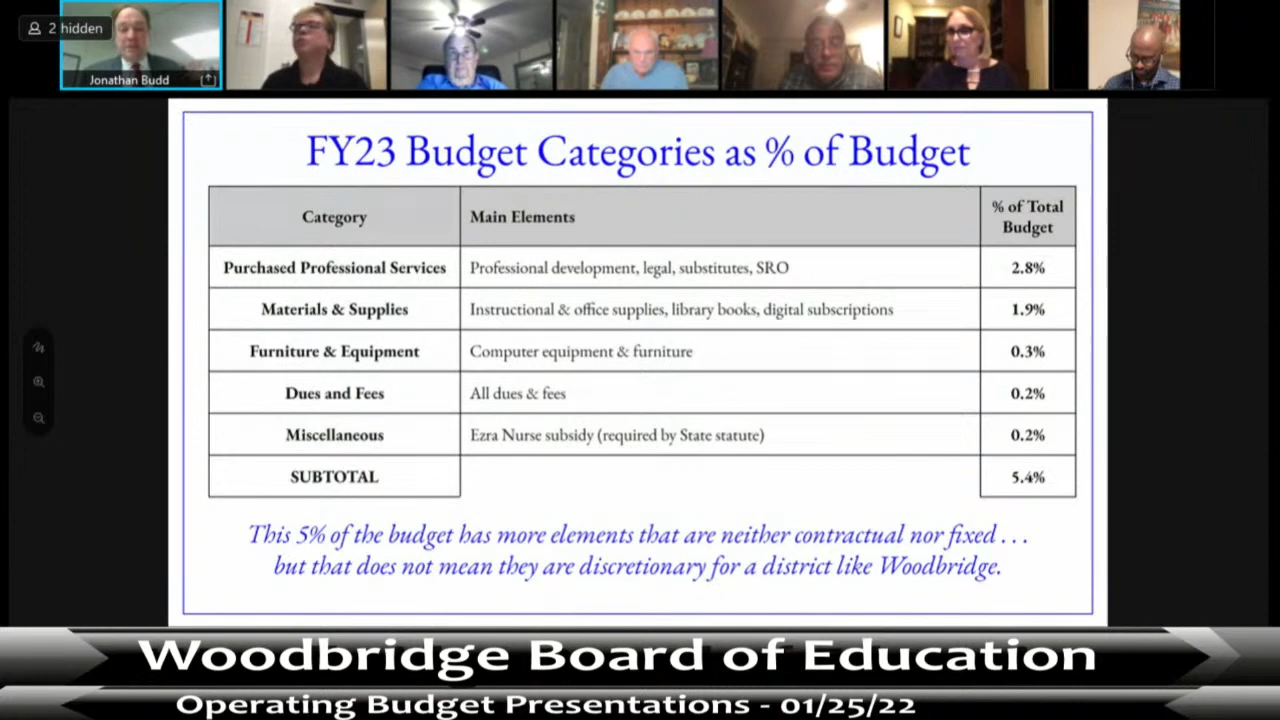 2 hidden
Jonathan Budd
FY23 Budget Categories as % of Budget
Category Main Elements % of Total Budget
Purchased Professional Services Professional development, legal, substitutes, SRO 2.8%
Materials & Supplies Instructional & office supplies, library books, digital subscriptions 1.9%
Furniture & Equipment Computer equipment & furniture 0.3%
Dues and Fees All dues & fees 0.2%
Miscellaneous Ezra Nurse subsidy (required by State statute) 0.2%
SUBTOTAL 5.4%
This 5% of the budget has more elements that are neither contractual nor fixed . . .
but that does not mean they are discretionary for a district like Woodbridge.
Woodbridge Board of Education
Operating Budget Presentations - 01/25/22